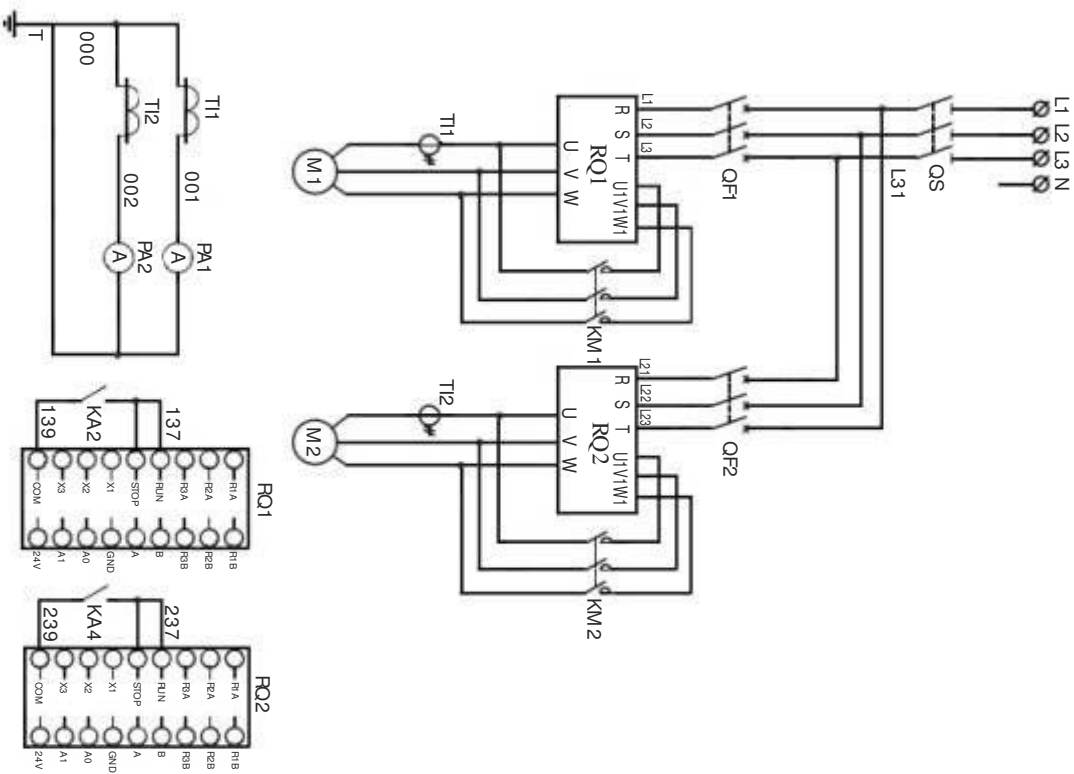 L1
L2
L3
N
QS
L31
QF1
L1
L2
L3
R S T U1V1W1
RQ1
U V W
KM1
TI1
M1
QF2
L21
L22
L23
R S T U1V1W1
RQ2
U V W
KM2
TI2
M2
TI1
001
PA1
A
TI2
002
PA2
A
000
T
RQ1
137
KA2
139
R1A
R2A
R3A
RUN
STOP
X1
X2
X3
COM
R1B
R2B
R3B
B
A
GND
A0
A1
24V
RQ2
237
KA4
239
R1A
R2A
R3A
RUN
STOP
X1
X2
X3
COM
R1B
R2B
R3B
B
A
GND
A0
A1
24V